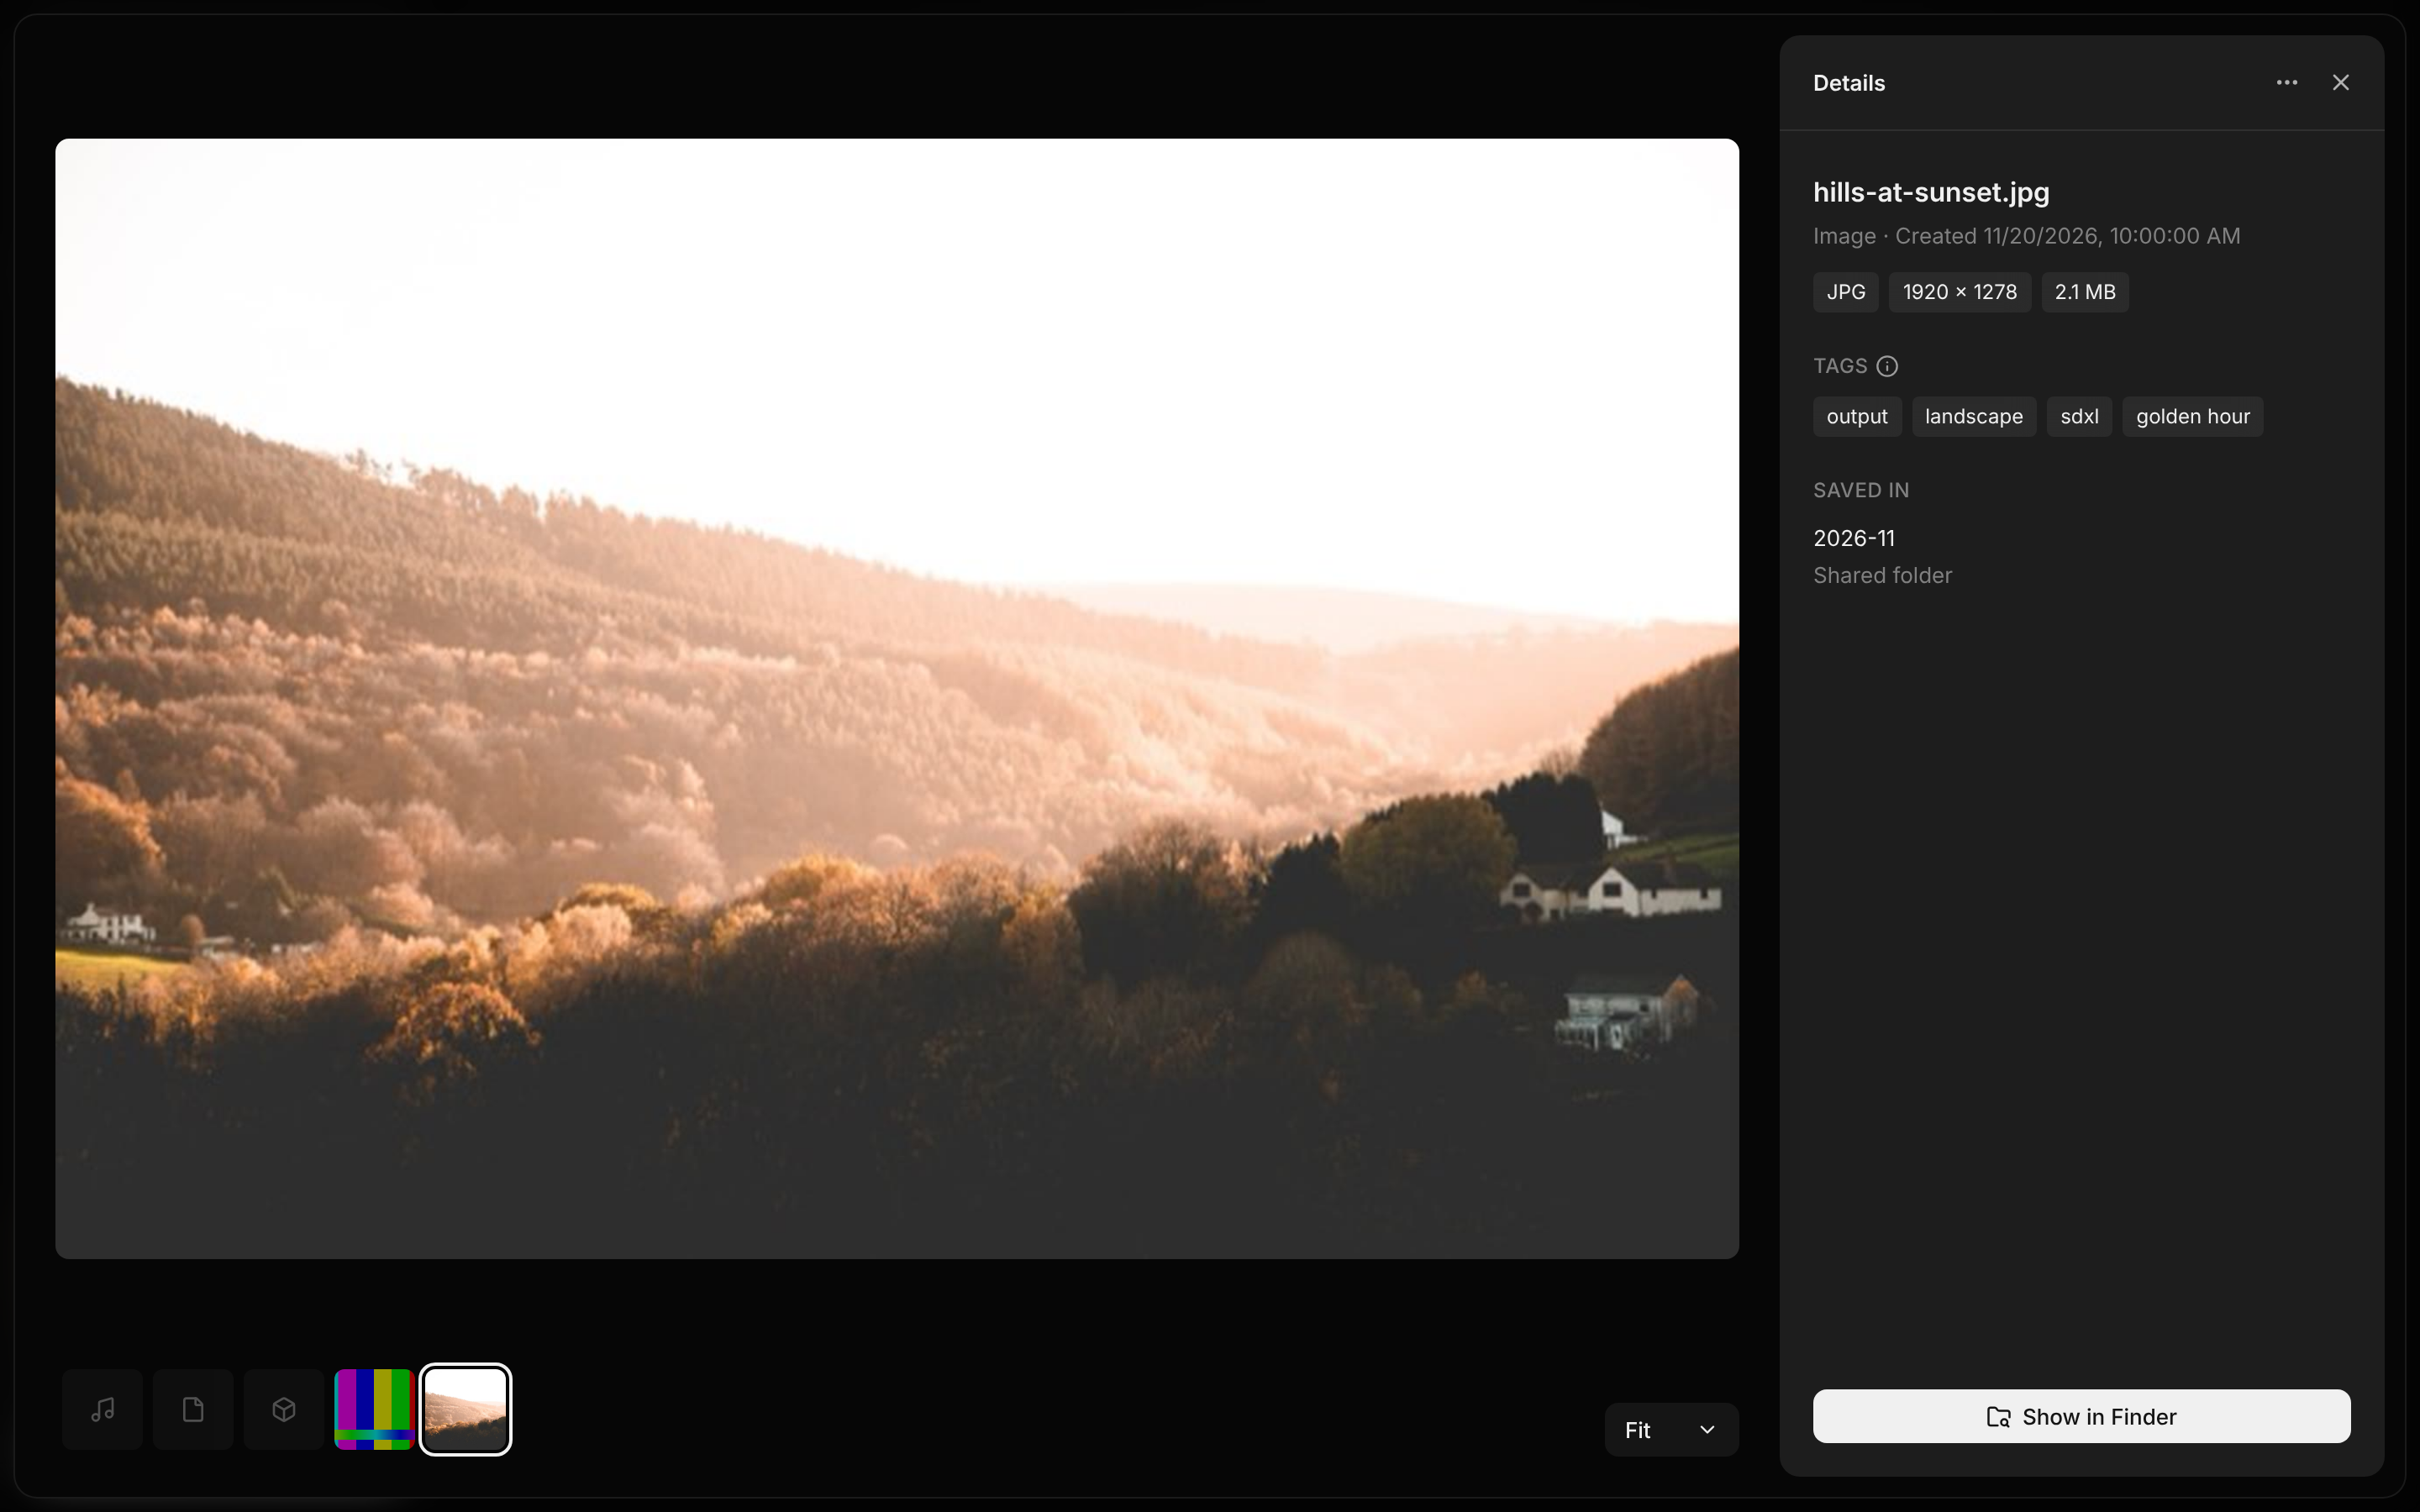 Details
hills-at-sunset.jpg
Image · Created 11/20/2026, 10:00:00 AM
JPG 1920 × 1278 2.1 MB
TAGS
output landscape sdxl golden hour
SAVED IN
2026-11
Shared folder
Fit
Show in Finder